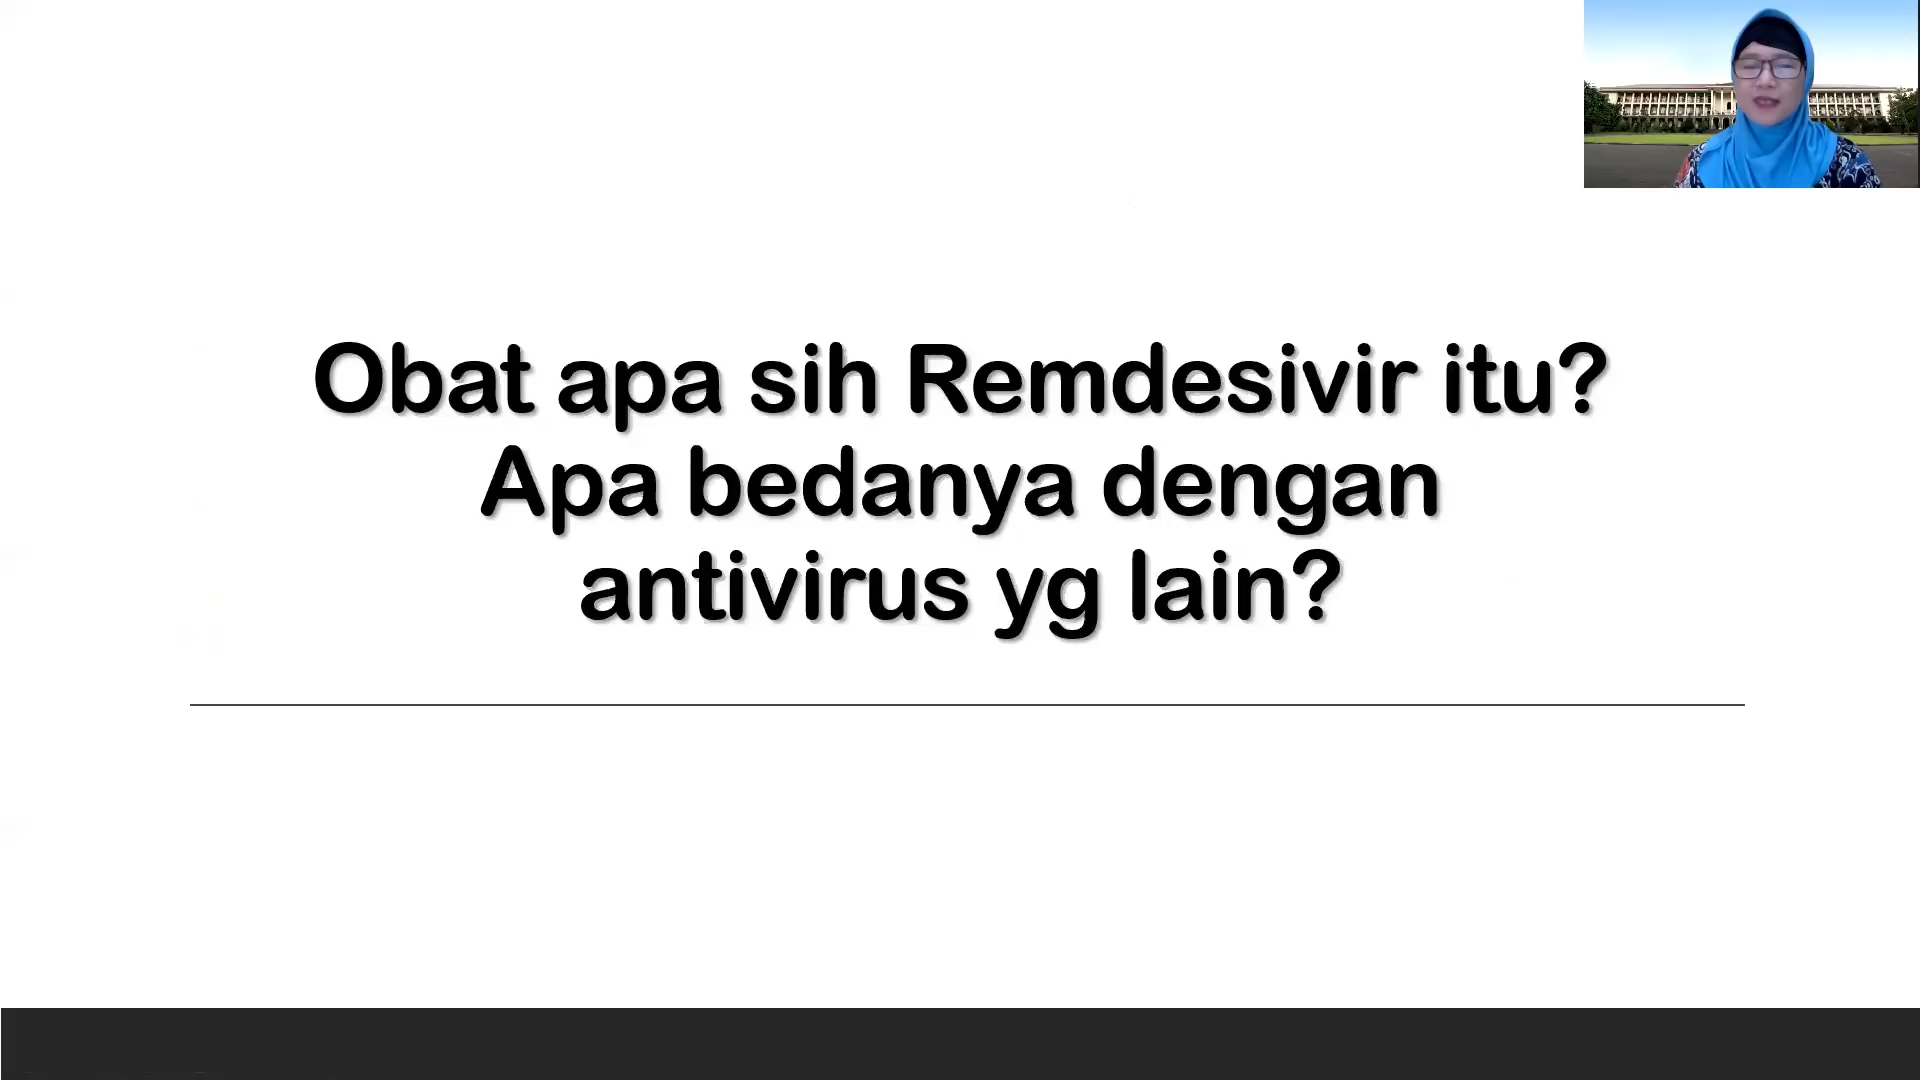 Obat apa sih Remdesivir itu?
Apa bedanya dengan
antivirus yg lain?